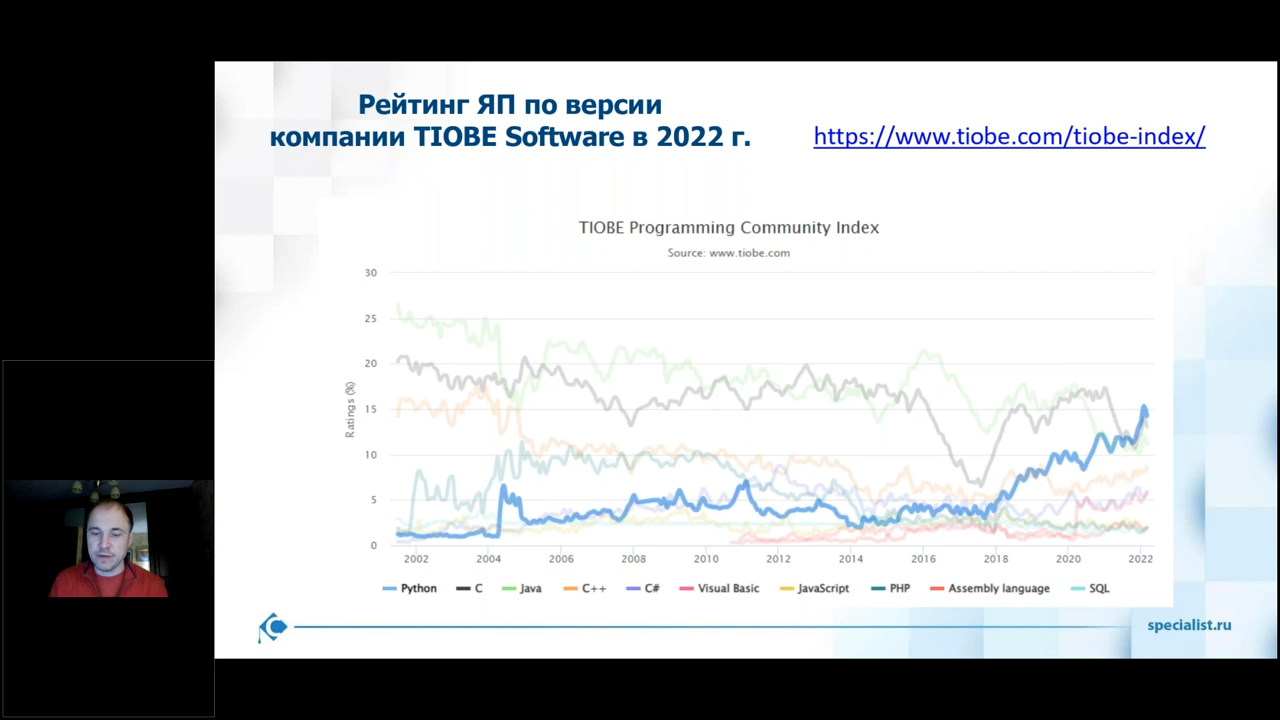 Рейтинг ЯП по версии
компании TIOBE Software в 2022 г.
https://www.tiobe.com/tiobe-index/
TIOBE Programming Community Index
Source: www.tiobe.com
30
25
20
15
10
5
0
Ratings (%)
2002 2004 2006 2008 2010 2012 2014 2016 2018 2020 2022
Python C Java C++ C# Visual Basic JavaScript PHP Assembly language SQL
specialist.ru